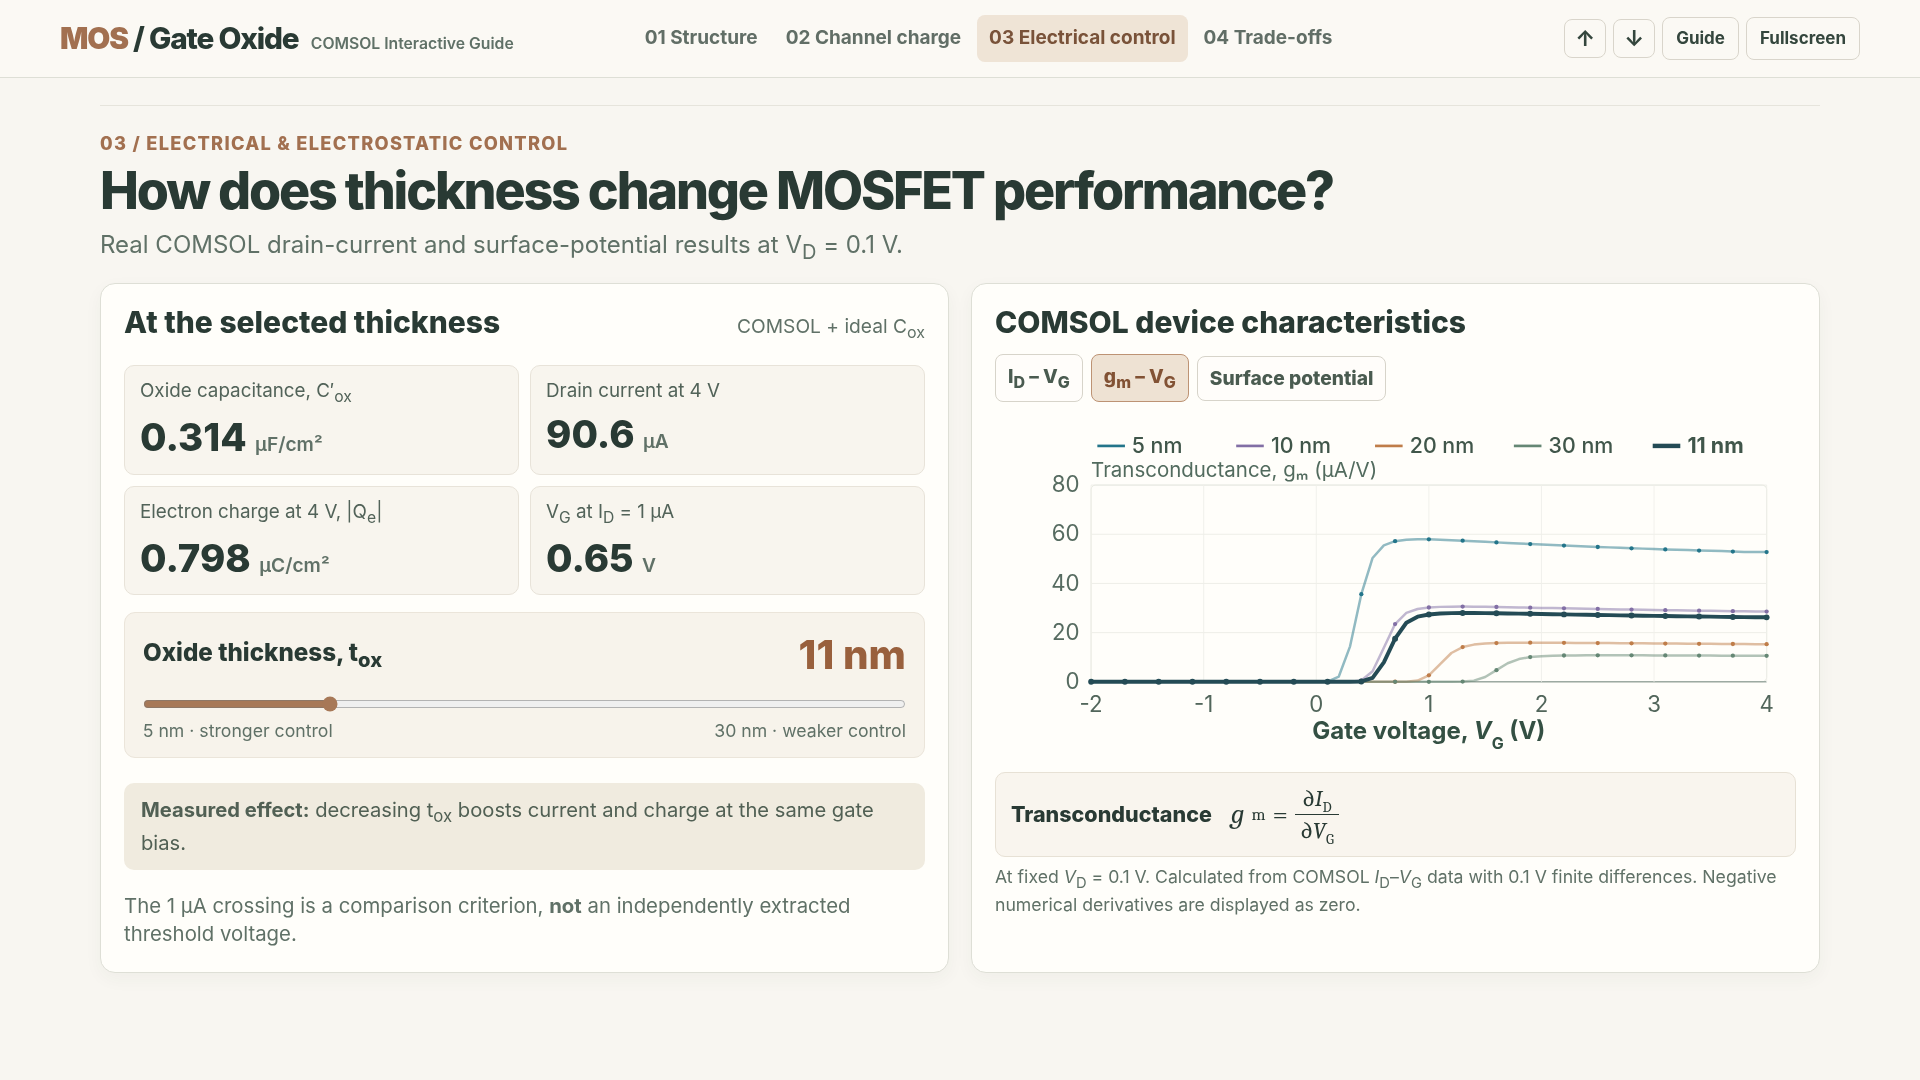 MOS / Gate Oxide COMSOL Interactive Guide
01 Structure 02 Channel charge 03 Electrical control 04 Trade-offs
↑ ↓ Guide Fullscreen
03 / ELECTRICAL & ELECTROSTATIC CONTROL
How does thickness change MOSFET performance?
Real COMSOL drain-current and surface-potential results at VD = 0.1 V.
At the selected thickness
COMSOL + ideal Cox
Oxide capacitance, C′ox
0.314 µF/cm²
Drain current at 4 V
90.6 µA
Electron charge at 4 V, |Qe|
0.798 µC/cm²
VG at ID = 1 µA
0.65 V
Oxide thickness, tox
11 nm
5 nm · stronger control
30 nm · weaker control
Measured effect: decreasing tox boosts current and charge at the same gate
bias.
The 1 µA crossing is a comparison criterion, not an independently extracted
threshold voltage.
COMSOL device characteristics
ID – VG gm – VG Surface potential
5 nm 10 nm 20 nm 30 nm 11 nm
Transconductance, gₘ (µA/V)
80
60
40
20
0
-2 -1 0 1 2 3 4
Gate voltage, VG (V)
Transconductance gm = ∂ID / ∂VG
At fixed VD = 0.1 V. Calculated from COMSOL ID–VG data with 0.1 V finite differences. Negative
numerical derivatives are displayed as zero.